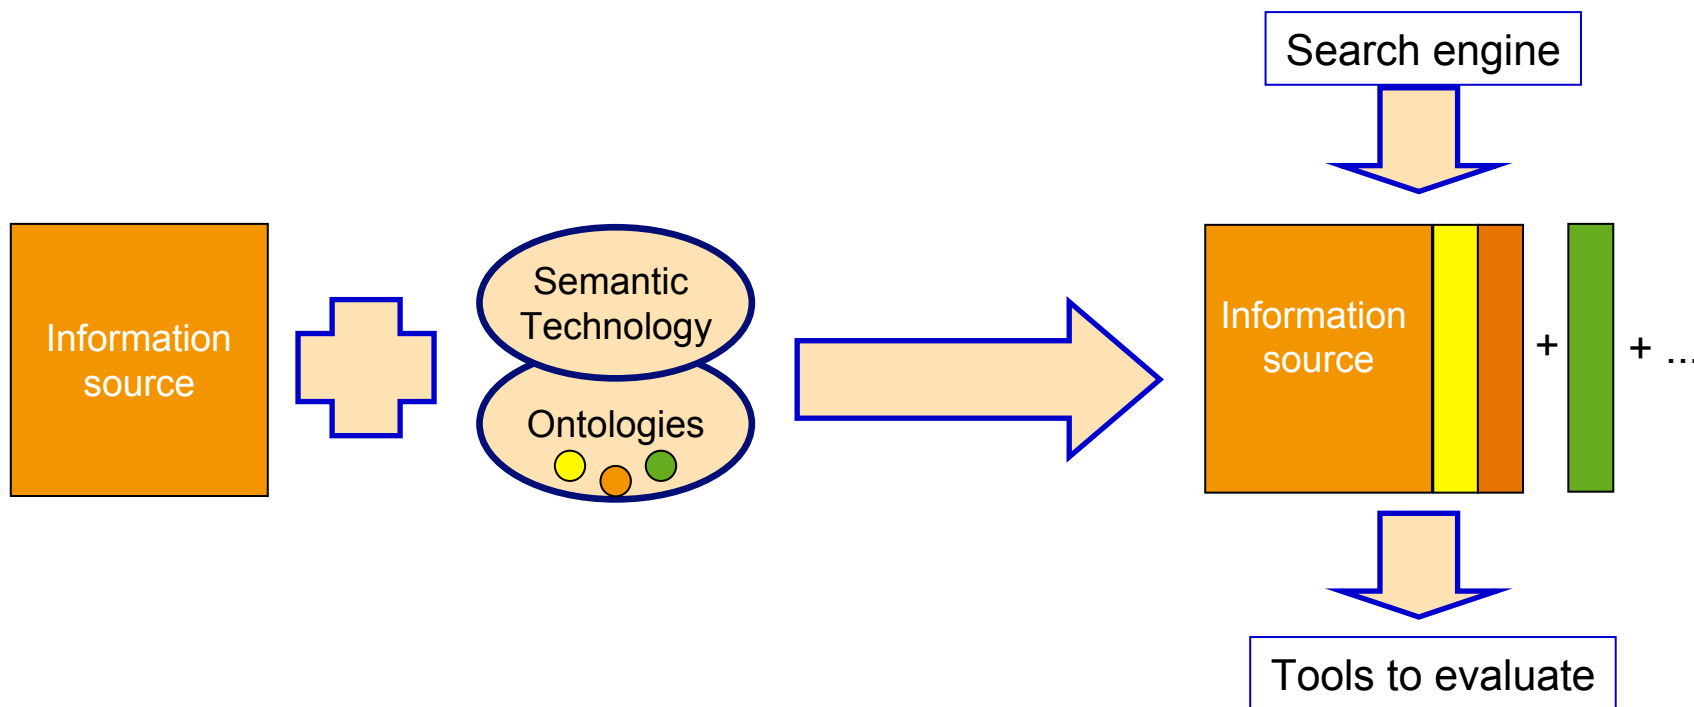 Search engine
Information
source
Semantic
Technology
Ontologies
Information
source
+
+ ...
Tools to evaluate